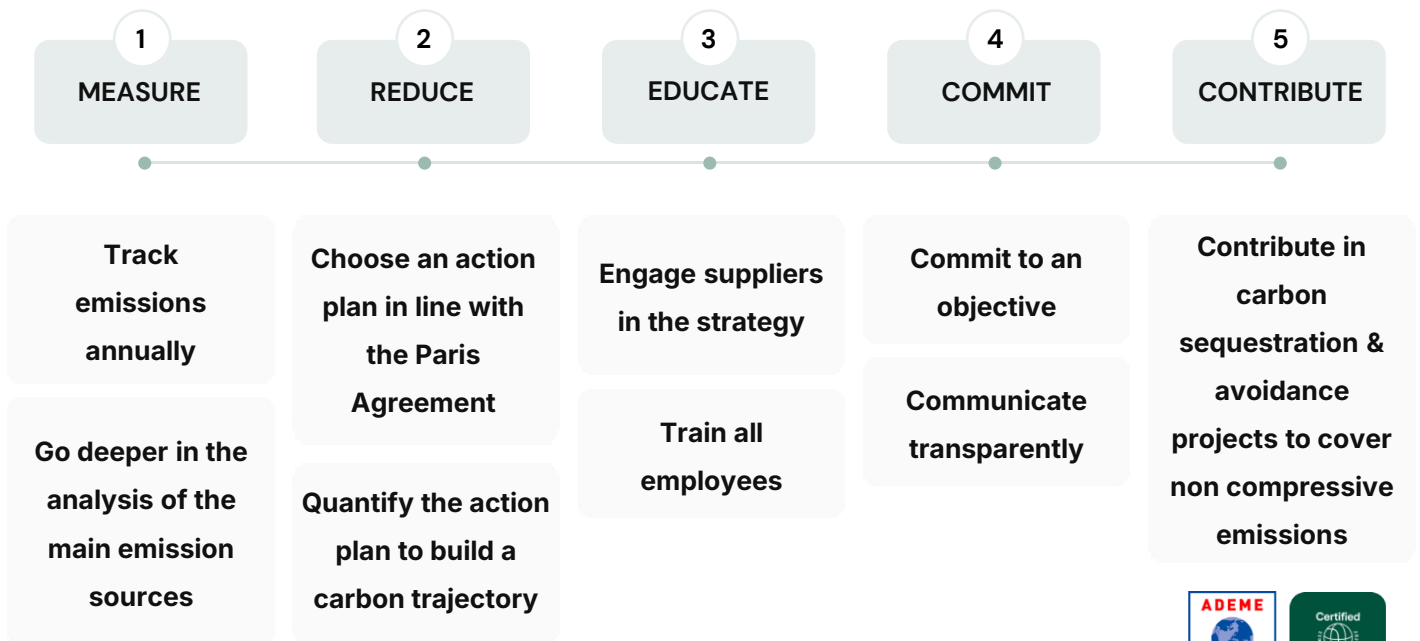 1
MEASURE
2
REDUCE
3
EDUCATE
4
COMMIT
5
CONTRIBUTE
Track
emissions
annually
Go deeper in the
analysis of the
main emission
sources
Choose an action
plan in line with
the Paris
Agreement
Quantify the action
plan to build a
carbon trajectory
Engage suppliers
in the strategy
Train all
employees
Commit to an
objective
Communicate
transparently
Contribute in
carbon
sequestration &
avoidance
projects to cover
non compressive
emissions
ADEME
Certified